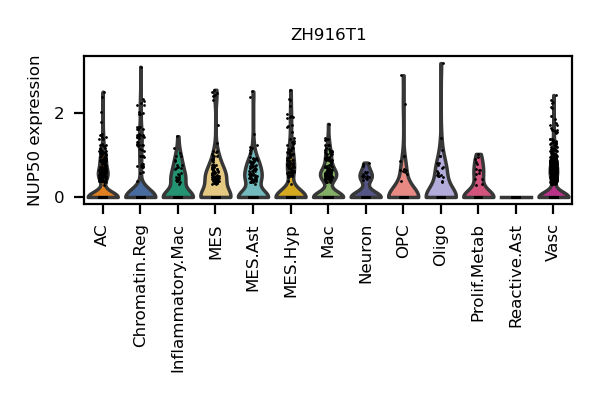 ZH916T1
NUP50 expression
2
0
AC
Chromatin.Reg
Inflammatory.Mac
MES
MES.Ast
MES.Hyp
Mac
Neuron
OPC
Oligo
Prolif.Metab
Reactive.Ast
Vasc